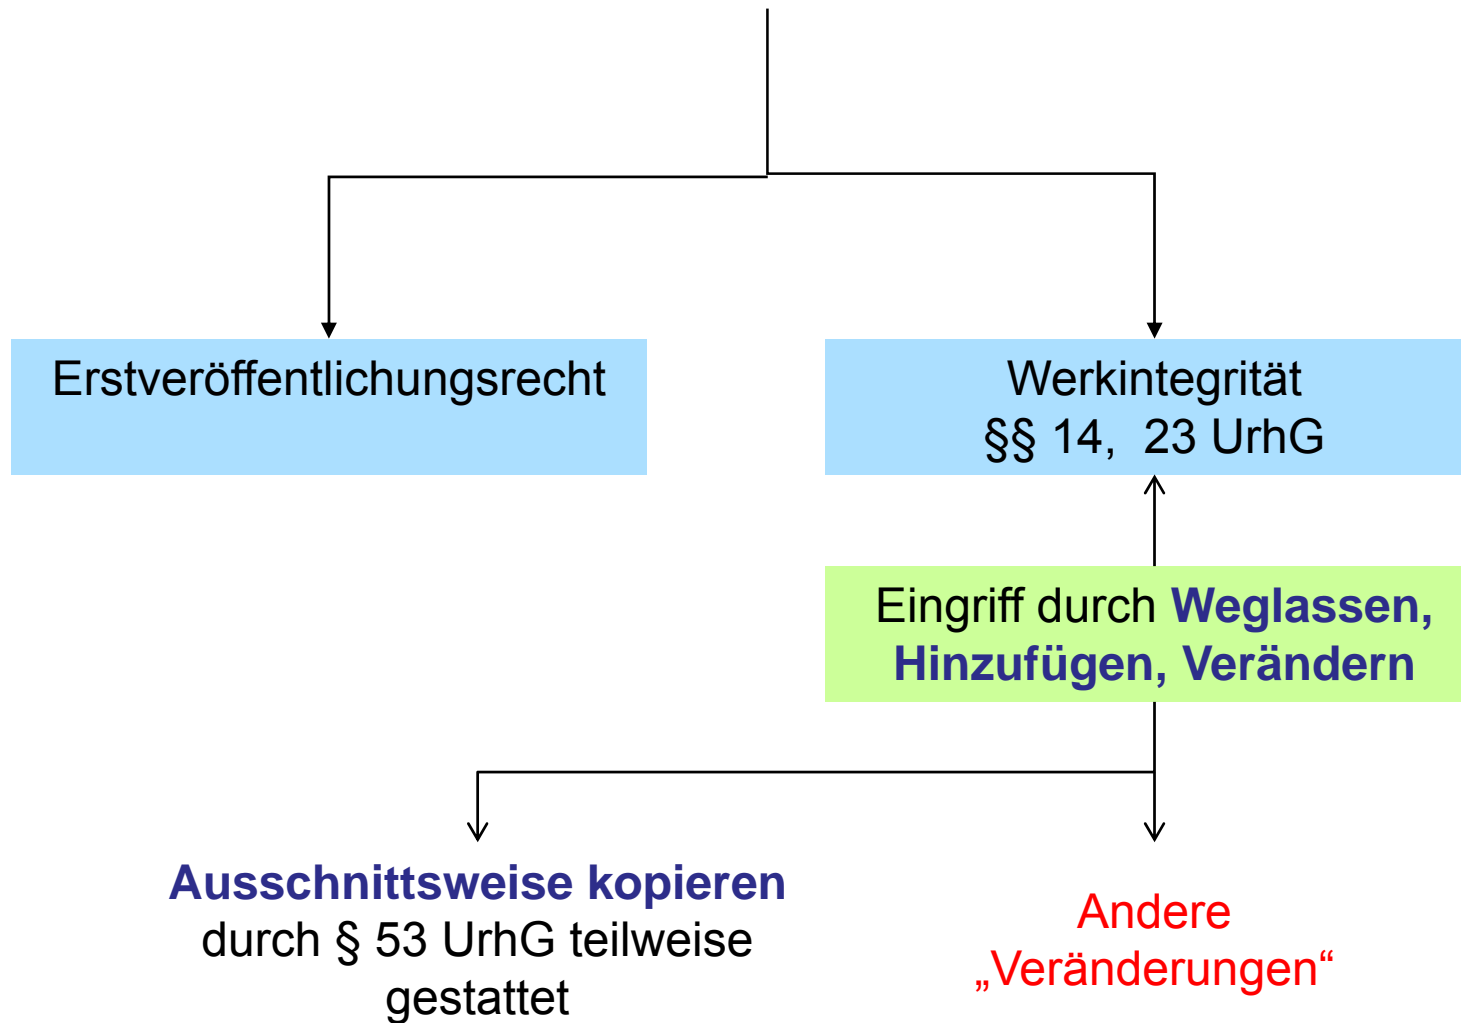 Erstveröffentlichungsrecht
Werkintegrität
§§ 14, 23 UrhG
Eingriff durch Weglassen,
Hinzufügen, Verändern
Ausschnittsweise kopieren
durch § 53 UrhG teilweise
gestattet
Andere
„Veränderungen“